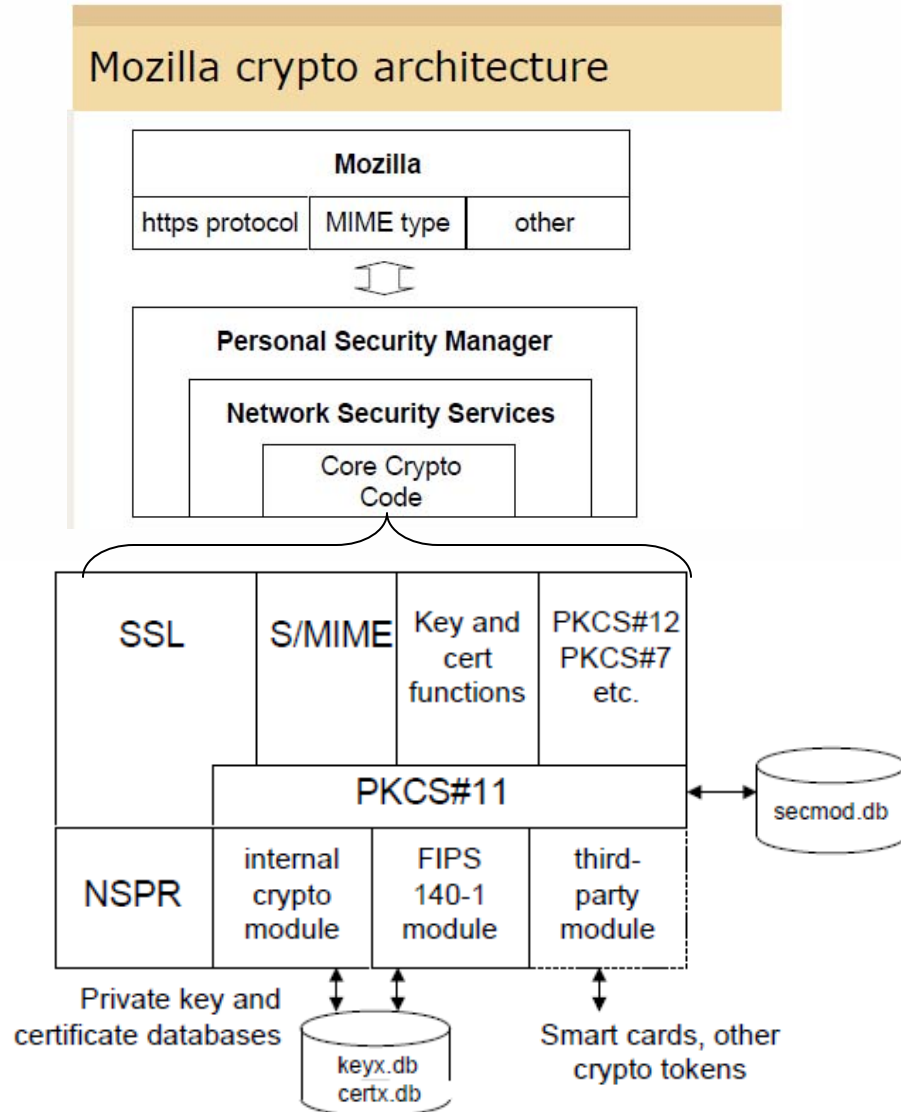 Mozilla crypto architecture
Mozilla
https protocol
MIME type
other
Personal Security Manager
Network Security Services
Core Crypto
Code
SSL
S/MIME
Key and
cert
functions
PKCS#12
PKCS#7
etc.
PKCS#11
secmod.db
NSPR
internal
crypto
module
FIPS
140-1
module
third-
party
module
Private key and
certificate databases
keyx.db
certx.db
Smart cards, other
crypto tokens